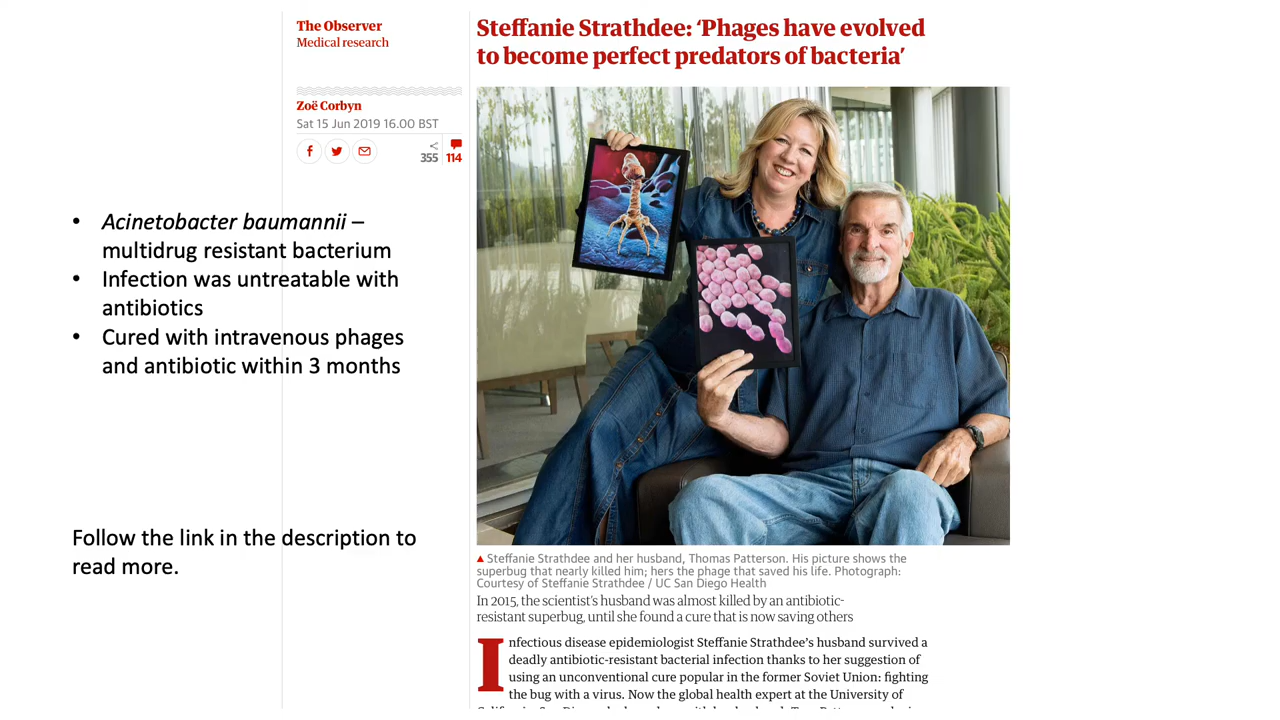 The Observer
Medical research
Zoë Corbyn
Sat 15 Jun 2019 16.00 BST
355
114
Steffanie Strathdee: ‘Phages have evolved
to become perfect predators of bacteria’
• Acinetobacter baumannii –
multidrug resistant bacterium
• Infection was untreatable with
antibiotics
• Cured with intravenous phages
and antibiotic within 3 months
Follow the link in the description to
read more.
Steffanie Strathdee and her husband, Thomas Patterson. His picture shows the
superbug that nearly killed him; hers the phage that saved his life. Photograph:
Courtesy of Steffanie Strathdee / UC San Diego Health
In 2015, the scientist’s husband was almost killed by an antibiotic-
resistant superbug, until she found a cure that is now saving others
Infectious disease epidemiologist Steffanie Strathdee’s husband survived a
deadly antibiotic-resistant bacterial infection thanks to her suggestion of
using an unconventional cure popular in the former Soviet Union: fighting
the bug with a virus. Now the global health expert at the University of